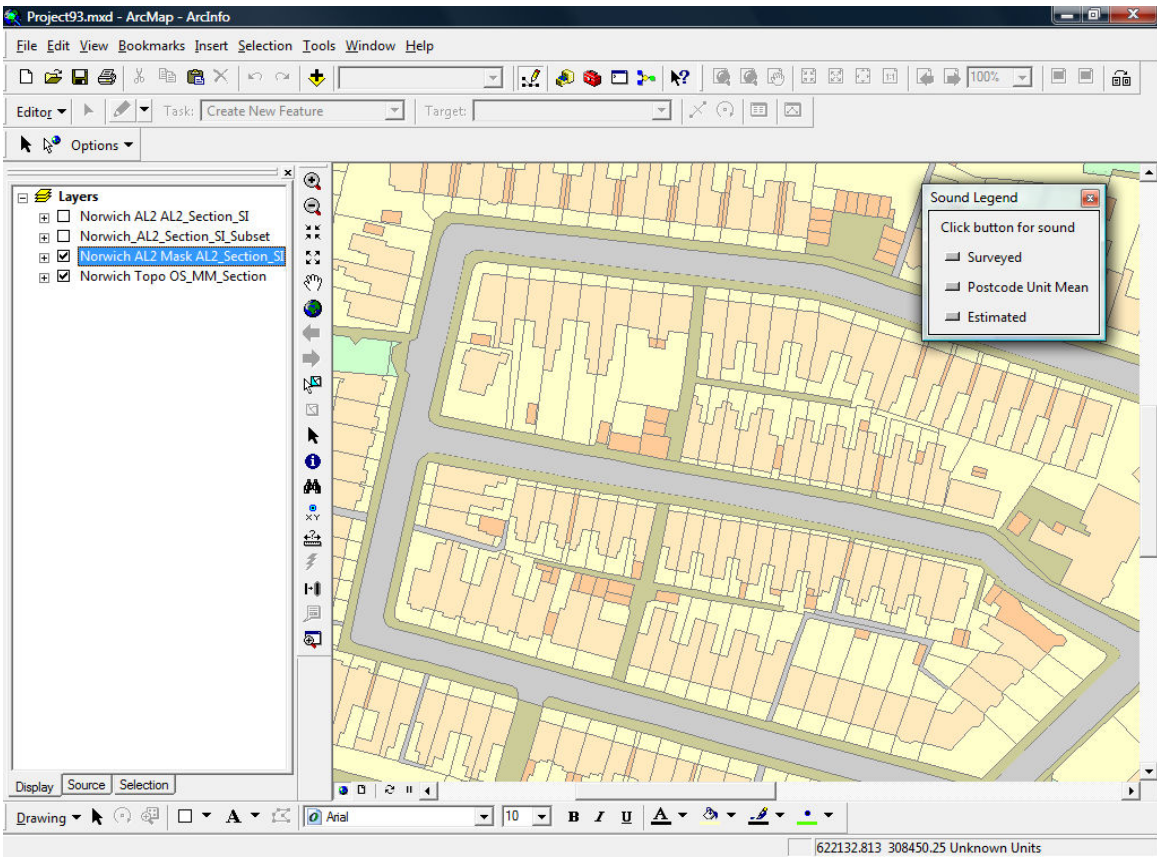 Project93.mxd - ArcMap - ArcInfo
File Edit View Bookmarks Insert Selection Tools Window Help
100%
Editor Task: Create New Feature Target:
Options
Layers
Norwich AL2 AL2_Section_SI
Norwich_AL2_Section_SI_Subset
Norwich AL2 Mask AL2_Section_SI
Norwich Topo OS_MM_Section
Sound Legend
Click button for sound
Surveyed
Postcode Unit Mean
Estimated
XY
Display Source Selection
Drawing A Arial 10 B I U A
622132.813 308450.25 Unknown Units